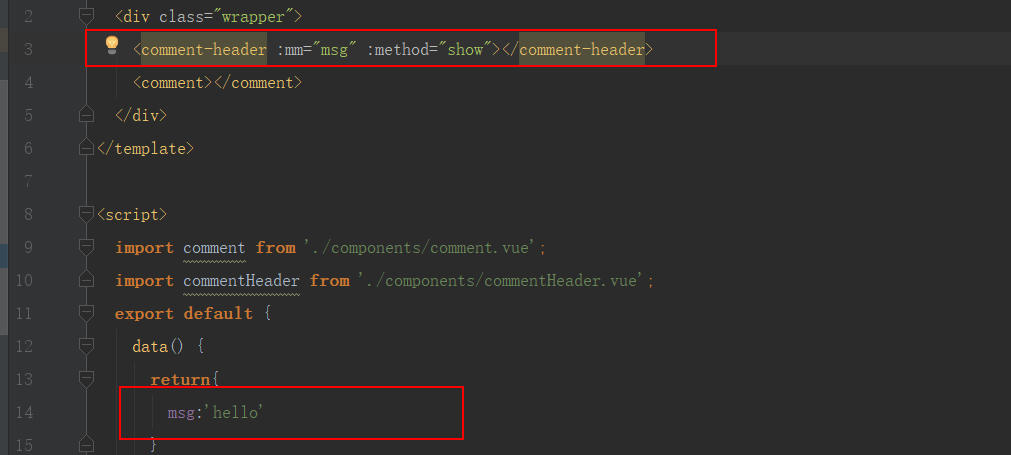 2 <div class="wrapper">
3 <comment-header :mm="msg" :method="show"></comment-header>
4 <comment></comment>
5 </div>
6 </template>
7
8 <script>
9 import comment from './components/comment.vue';
10 import commentHeader from './components/commentHeader.vue';
11 export default {
12 data() {
13 return{
14 msg:'hello'
15 }